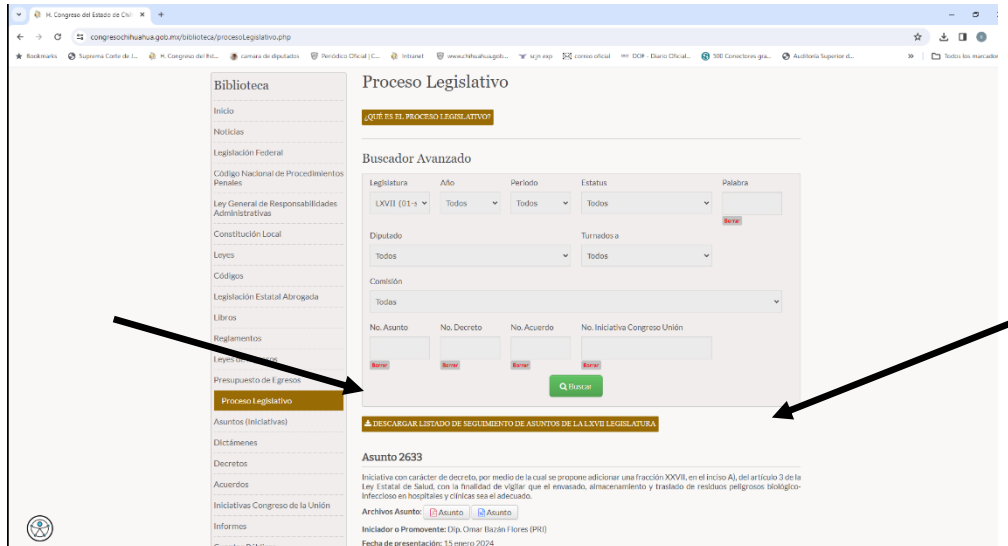 H. Congreso del Estado de Chih
congresochihuahua.gob.mx/biblioteca/procesoLegislativo.php
Bookmarks Suprema Corte de J... H. Congreso del Est... camara de diputados Periódico Oficial | C... Intranet www.chihuahua.gob... scjn exp correo oficial DOF - Diario Oficial... 500 Conectores gra... Auditoría Superior d... Todos los marcador
Biblioteca
Inicio
Noticias
Legislación Federal
Código Nacional de Procedimientos
Penales
Ley General de Responsabilidades
Administrativas
Constitución Local
Leyes
Códigos
Legislación Estatal Abrogada
Libros
Reglamentos
Leyes de
Presupuesto de Egresos
Proceso Legislativo
Asuntos (Iniciativas)
Dictámenes
Decretos
Acuerdos
Iniciativas Congreso de la Unión
Informes
Proceso Legislativo
¿QUÉ ES EL PROCESO LEGISLATIVO?
Buscador Avanzado
Legislatura Año Periodo Estatus Palabra
LXVII (01-s Todos Todos Todos
Borrar
Diputado Turnados a
Todos Todos
Comisión
Todas
No. Asunto No. Decreto No. Acuerdo No. Iniciativa Congreso Unión
Borrar Borrar Borrar Borrar
Buscar
DESCARGAR LISTADO DE SEGUIMIENTO DE ASUNTOS DE LA LXVII LEGISLATURA
Asunto 2633
Iniciativa con carácter de decreto, por medio de la cual se propone adicionar una fracción XXVII, en el inciso A), del artículo 3 de la
Ley Estatal de Salud, con la finalidad de vigilar que el envasado, almacenamiento y traslado de residuos peligrosos biológico-
infeccioso en hospitales y clínicas sea el adecuado.
Archivos Asunto: Asunto Asunto
Iniciador o Promovente: Dip. Omar Bazán Flores (PRI)
Fecha de presentación: 15 enero 2024